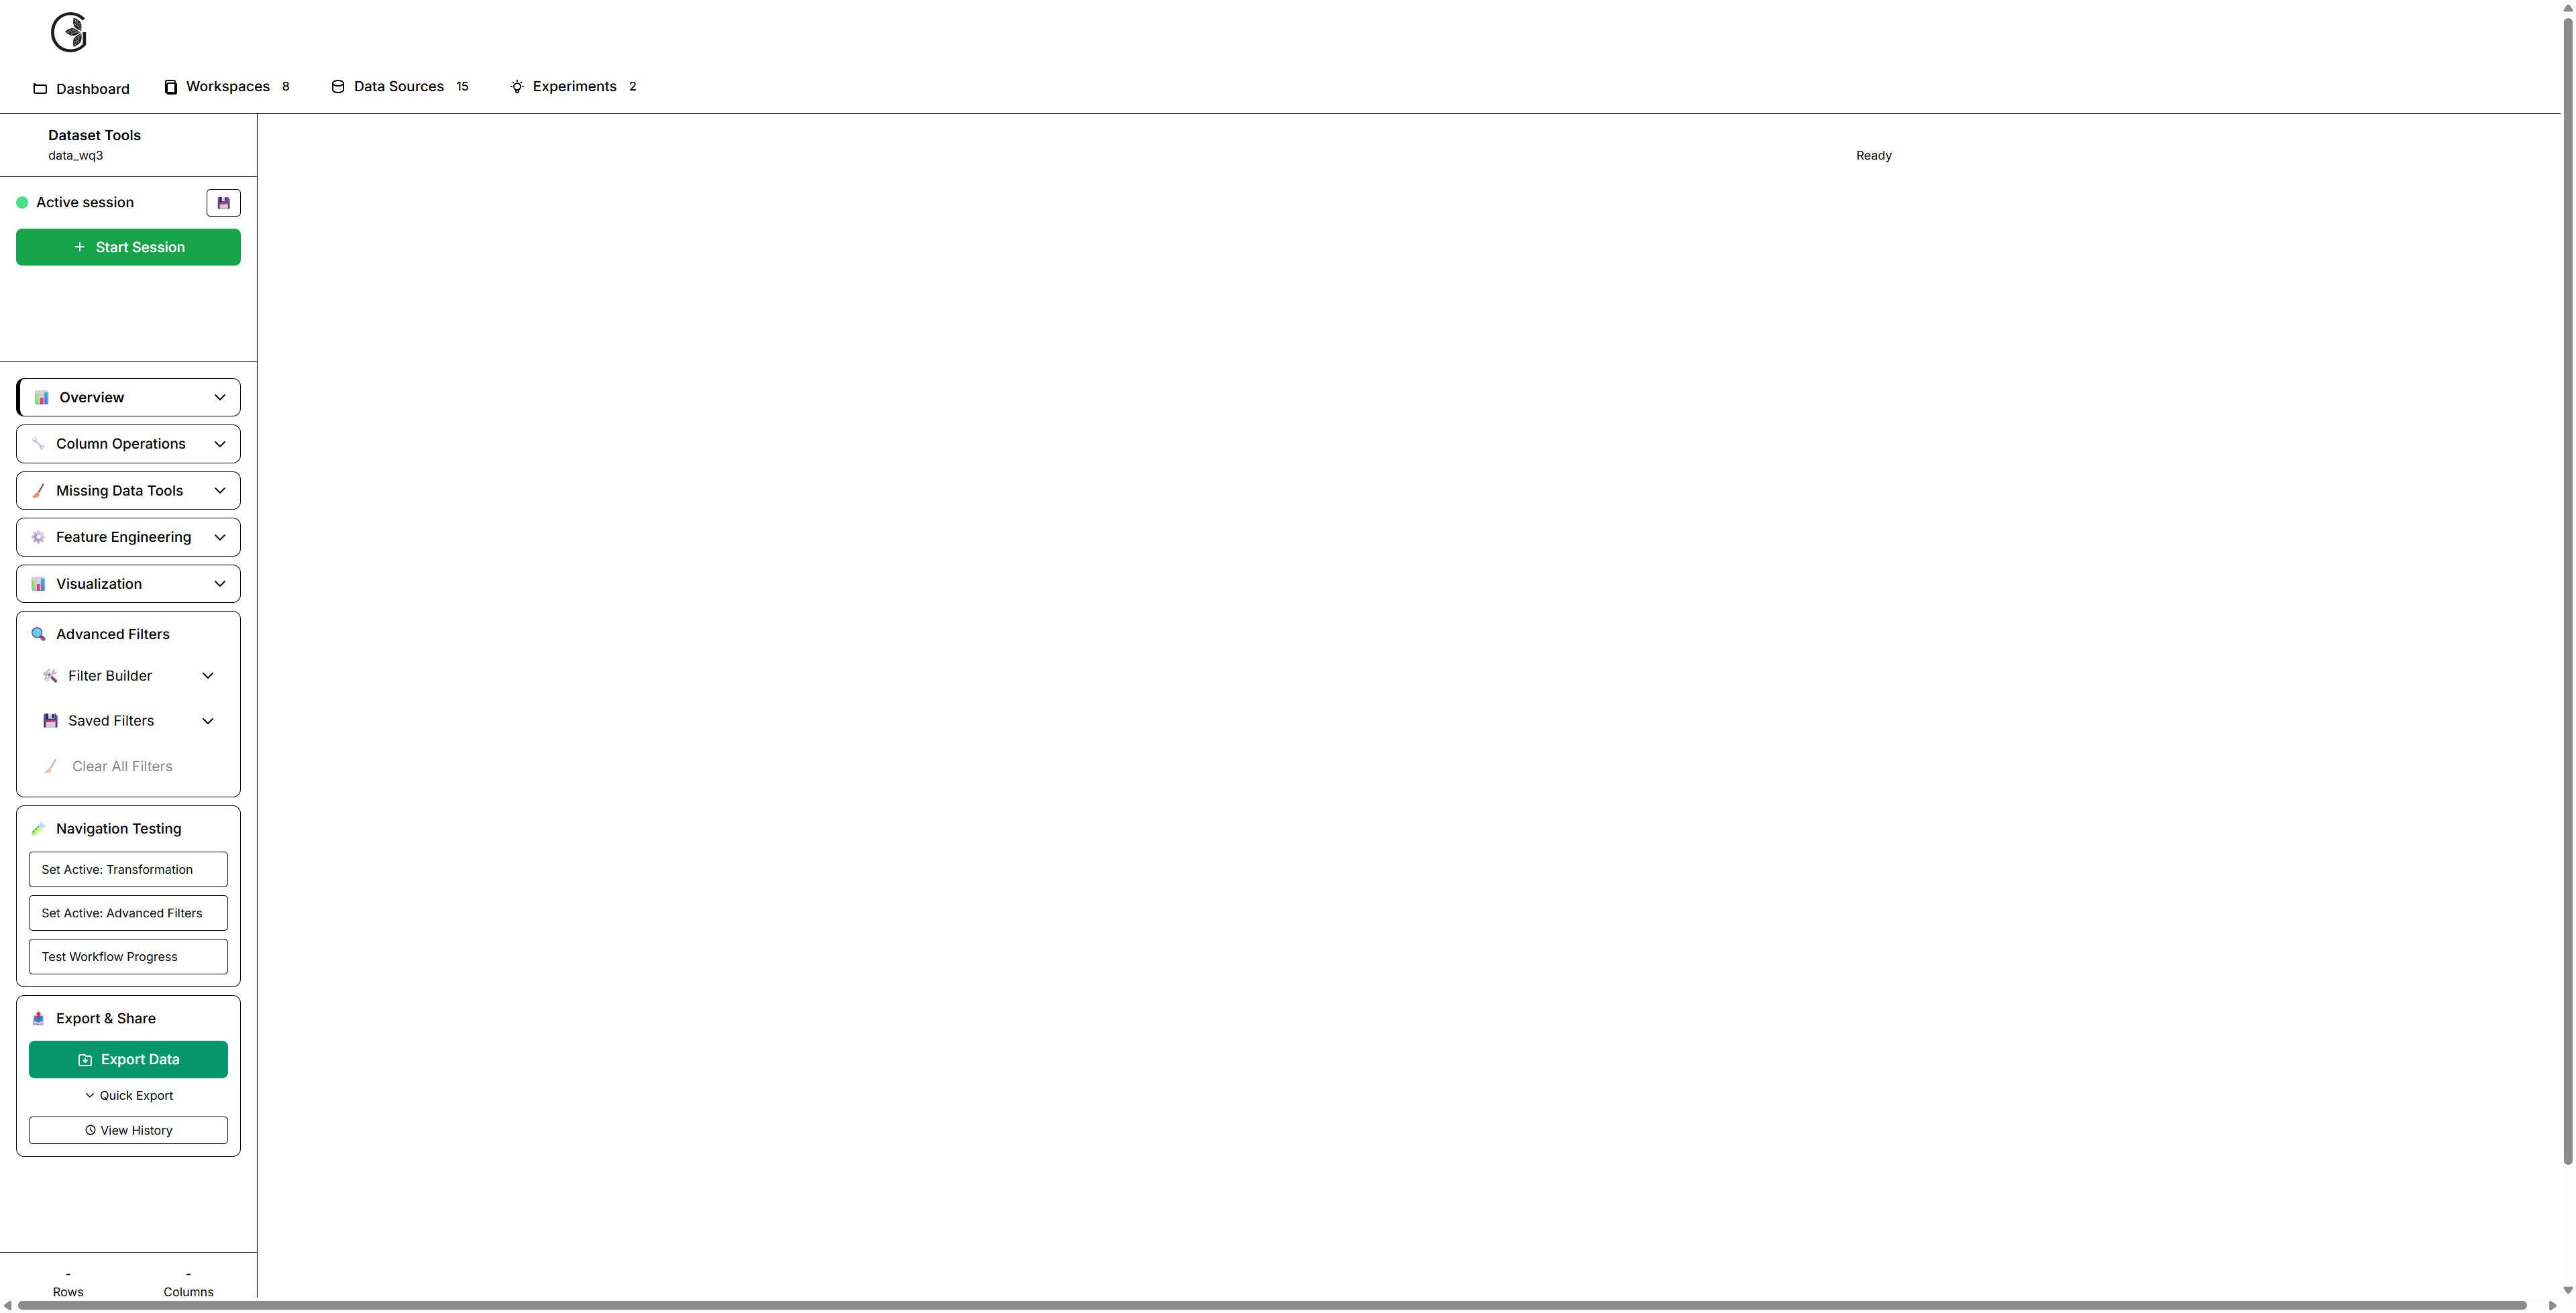 Dashboard
Workspaces 8
Data Sources 15
Experiments 2
Dataset Tools
data_wq3
Ready
Active session
+ Start Session
Overview
Column Operations
Missing Data Tools
Feature Engineering
Visualization
Advanced Filters
Filter Builder
Saved Filters
Clear All Filters
Navigation Testing
Set Active: Transformation
Set Active: Advanced Filters
Test Workflow Progress
Export & Share
Export Data
Quick Export
View History
- -
Rows Columns